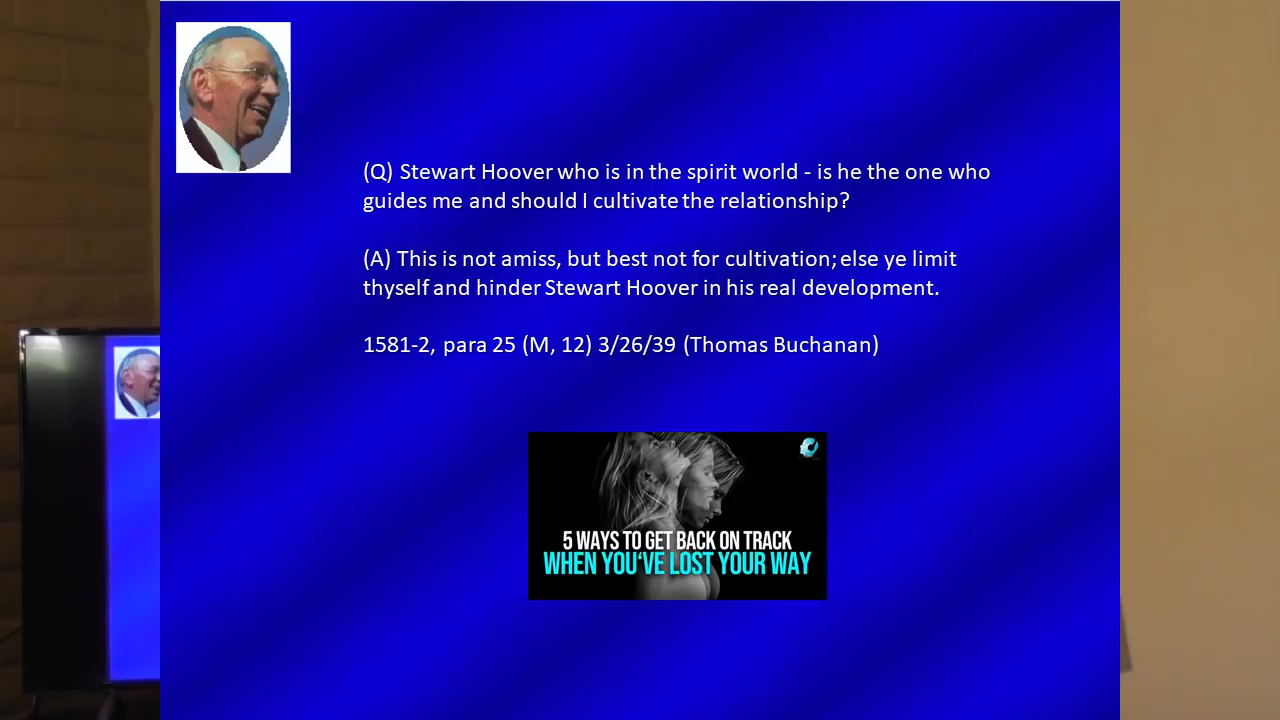 (Q) Stewart Hoover who is in the spirit world - is he the one who
guides me and should I cultivate the relationship?
(A) This is not amiss, but best not for cultivation; else ye limit
thyself and hinder Stewart Hoover in his real development.
1581-2, para 25 (M, 12) 3/26/39 (Thomas Buchanan)
5 WAYS TO GET BACK ON TRACK
WHEN YOU'VE LOST YOUR WAY